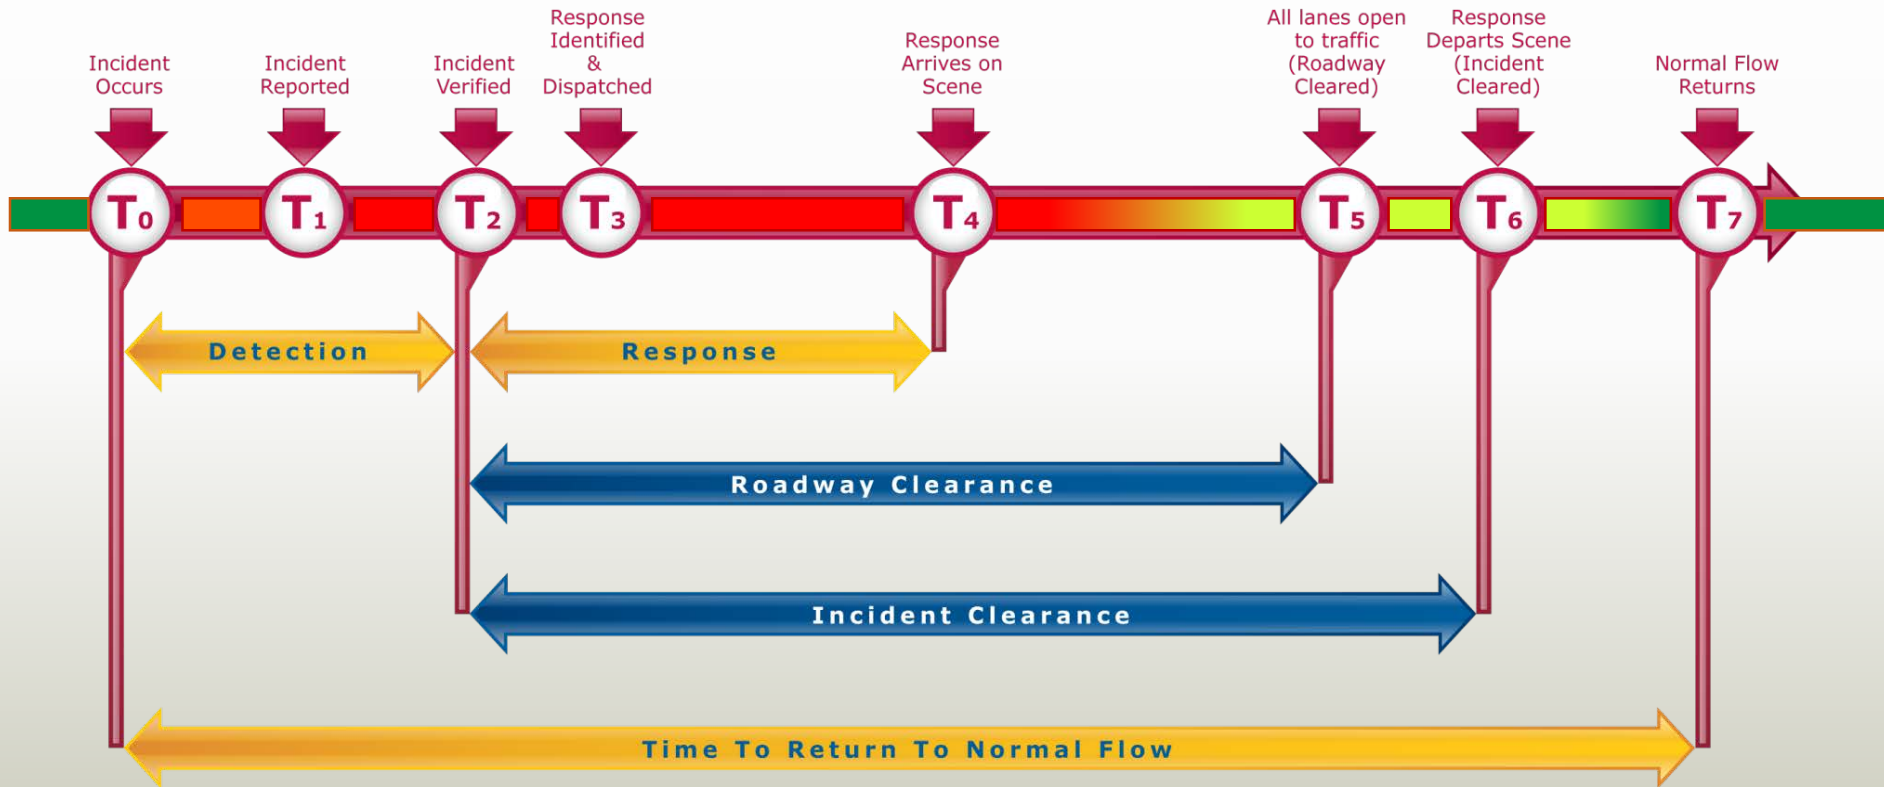 Incident
Occurs
Incident
Reported
Incident
Verified
Response
Identified
&
Dispatched
Response
Arrives on
Scene
All lanes open
to traffic
(Roadway
Cleared)
Response
Departs Scene
(Incident
Cleared)
Normal Flow
Returns
T0
T1
T2
T3
T4
T5
T6
T7
Detection
Response
Roadway Clearance
Incident Clearance
Time To Return To Normal Flow